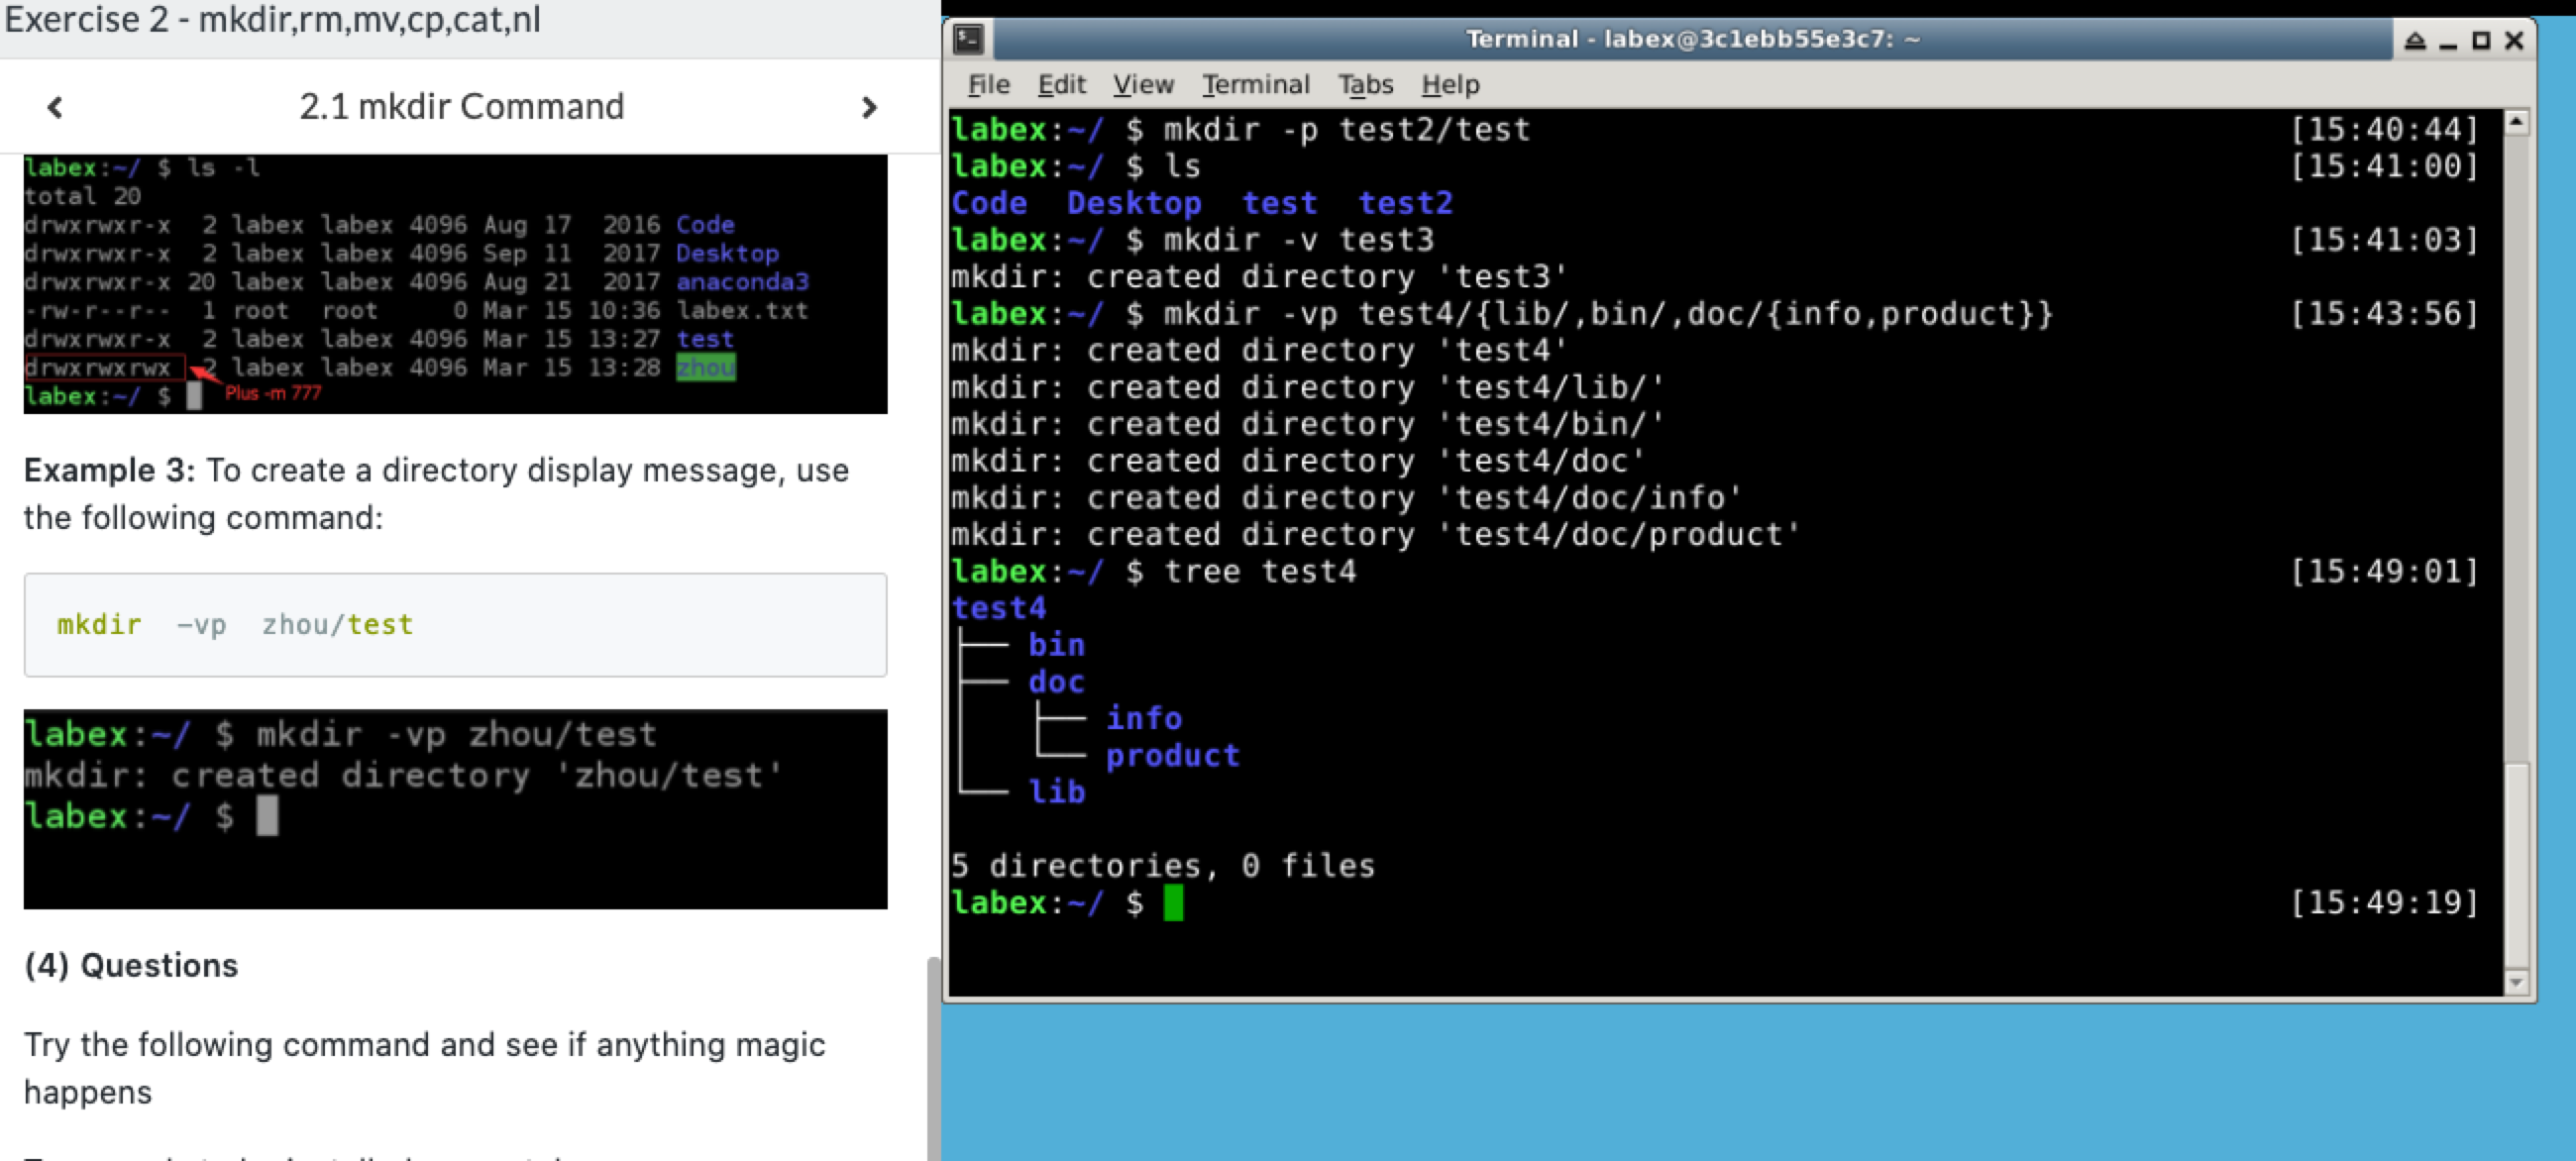 Exercise 2 - mkdir,rm,mv,cp,cat,nl
2.1 mkdir Command
labex:~/ $ ls -l
total 20
drwxrwxr-x 2 labex labex 4096 Aug 17 2016 Code
drwxrwxr-x 2 labex labex 4096 Sep 11 2017 Desktop
drwxrwxr-x 20 labex labex 4096 Aug 21 2017 anaconda3
-rw-r--r-- 1 root root 0 Mar 15 10:36 labex.txt
drwxrwxr-x 2 labex labex 4096 Mar 15 13:27 test
drwxrwxrwx 2 labex labex 4096 Mar 15 13:28 zhou
labex:~/ $ Plus -m 777
Example 3: To create a directory display message, use
the following command:
mkdir -vp zhou/test
labex:~/ $ mkdir -vp zhou/test
mkdir: created directory 'zhou/test'
labex:~/ $
(4) Questions
Try the following command and see if anything magic
happens
Terminal - labex@3c1ebb55e3c7: ~
File Edit View Terminal Tabs Help
labex:~/ $ mkdir -p test2/test [15:40:44]
labex:~/ $ ls [15:41:00]
Code Desktop test test2
labex:~/ $ mkdir -v test3 [15:41:03]
mkdir: created directory 'test3'
labex:~/ $ mkdir -vp test4/{lib/,bin/,doc/{info,product}} [15:43:56]
mkdir: created directory 'test4'
mkdir: created directory 'test4/lib/'
mkdir: created directory 'test4/bin/'
mkdir: created directory 'test4/doc'
mkdir: created directory 'test4/doc/info'
mkdir: created directory 'test4/doc/product'
labex:~/ $ tree test4 [15:49:01]
test4
├── bin
├── doc
│   ├── info
│   └── product
└── lib
5 directories, 0 files
labex:~/ $ [15:49:19]